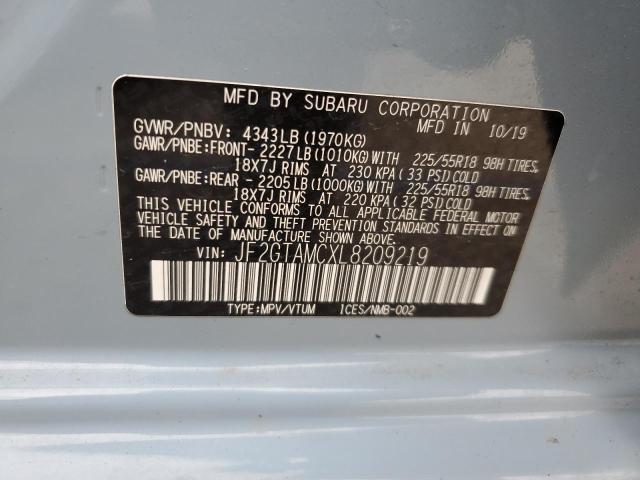 MFD BY SUBARU CORPORATION
MFD IN 10/19
GVWR/PNBV: 4343LB (1970KG)
GAWR/PNBE:FRONT- 2227LB(1010KG)WITH 225/55R18 98H TIRES,
18X7J RIMS AT 230 KPA( 33 PSI)COLD
GAWR/PNBE:REAR - 2205LB(1000KG)WITH 225/55R18 98H TIRES,
18X7J RIMS AT 220 KPA( 32 PSI)COLD
THIS VEHICLE CONFORMS TO ALL APPLICABLE FEDERAL MOTOR
VEHICLE SAFETY AND THEFT PREVENTION STANDARDS IN EFFECT
ON THE DATE OF MANUFACTURE SHOWN ABOVE.
VIN: JF2GTAMCXL8209219
TYPE:MPV/VTUM ICES/NMB-002